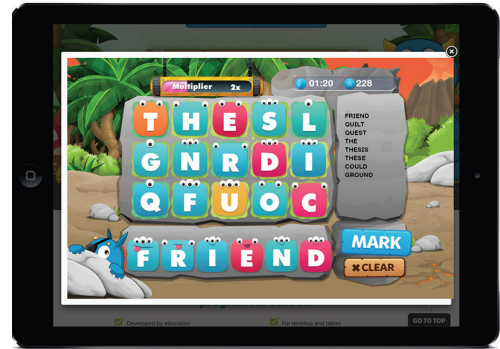 Multiplier 2x
01:20 228
T H E S L
G N R D I
Q F U O C
FRIEND
QUILT
QUEST
THE
THESIS
THESE
COULD
GROUND
F R I E N D
MARK
CLEAR
Developed by educators
For desktop and tablet
GO TO TOP